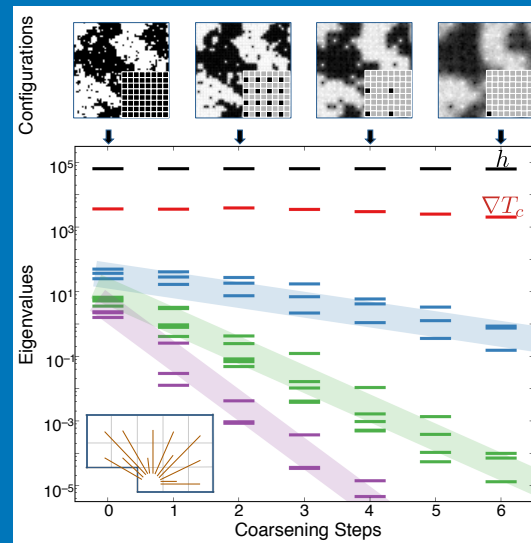 Configurations
h
∇T_c
Eigenvalues
10^5
10^3
10^1
10^−1
10^−3
10^−5
0 1 2 3 4 5 6
Coarsening Steps